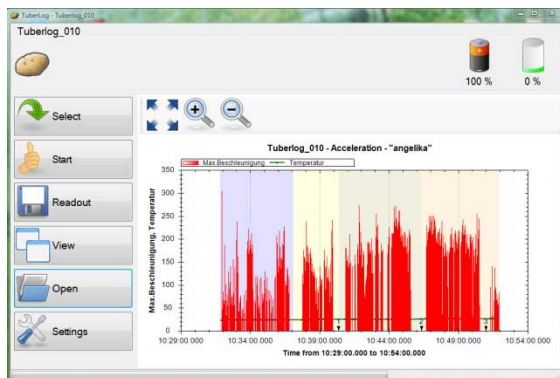 TuberLog - Tuberlog_010
Tuberlog_010
100 %
0 %
Select
Start
Readout
View
Open
Settings
Tuberlog_010 - Acceleration - "angelika"
Max.Beschleunigung
Temperatur
Max.Beschleunigung, Temperatur
350
300
250
200
150
100
50
0
1
2
3
10:29:00.000
10:34:00.000
10:39:00.000
10:44:00.000
10:49:00.000
10:54:00.000
Time from 10:29:00.000 to 10:54:00.000